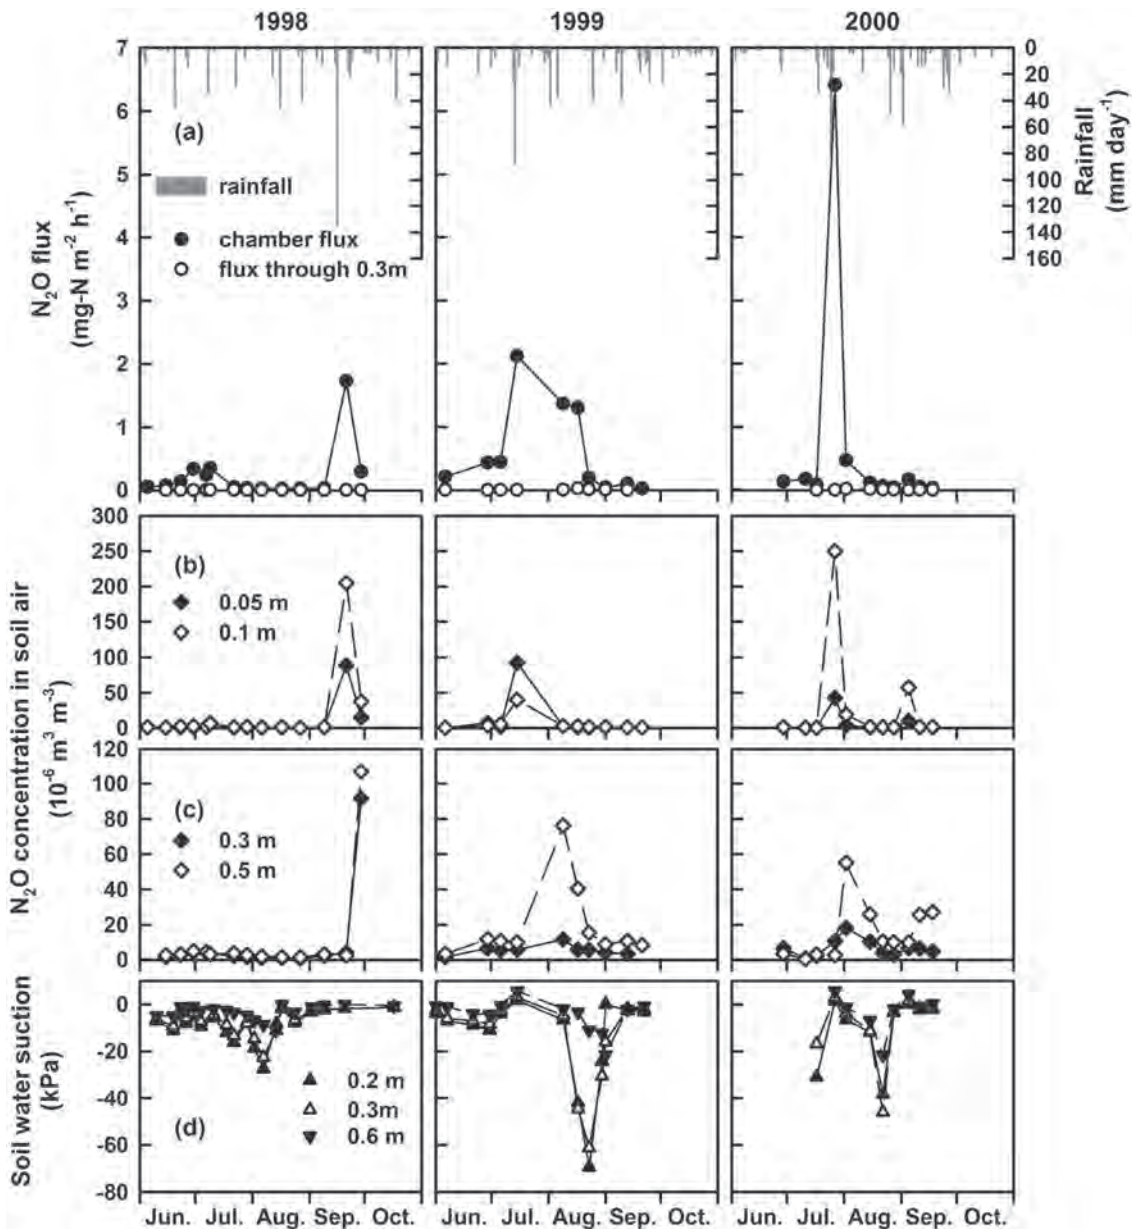 1998 1999 2000
7
6
5
4
3
2
1
0
N₂O flux
(mg-N m⁻² h⁻¹)
(a)
rainfall
chamber flux
flux through 0.3m
0
20
40
60
80
100
120
140
160
Rainfall
(mm day⁻¹)
300
250
200
150
100
50
0
(b)
0.05 m
0.1 m
N₂O concentration in soil air
(10⁻⁶ m³ m⁻³)
120
100
80
60
40
20
0
(c)
0.3 m
0.5 m
0
-20
-40
-60
-80
Soil water suction
(kPa)
(d)
0.2 m
0.3m
0.6 m
Jun. Jul. Aug. Sep. Oct. Jun. Jul. Aug. Sep. Oct. Jun. Jul. Aug. Sep. Oct.